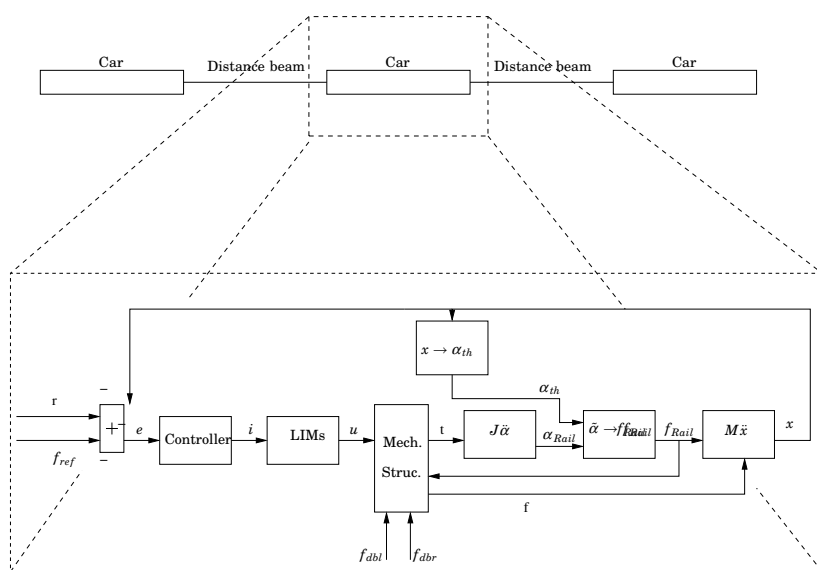 Car
Distance beam
Car
Distance beam
Car
x → α_th
r
f_ref
−
+
−
−
e
Controller
i
LIMs
u
Mech.
Struc.
t
Jα̈
α_th
α_Rail
f_Rail
Mẍ
x
f
f_dbl
f_dbr